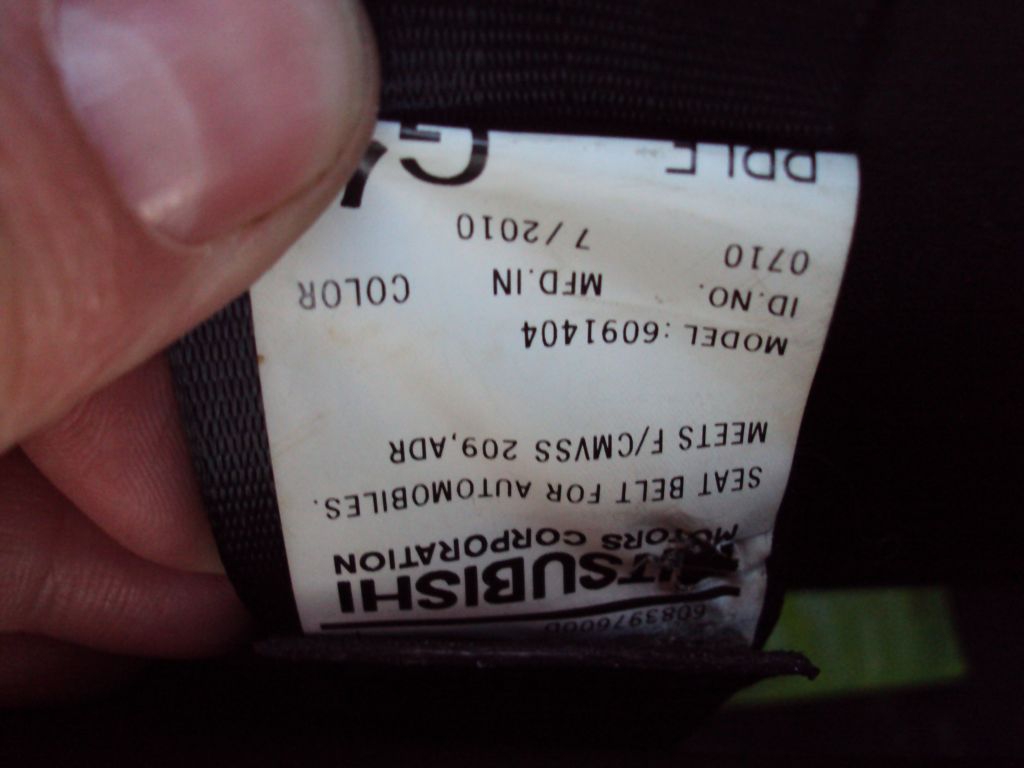 MITSUBISHI
MOTORS CORPORATION
SEAT BELT FOR AUTOMOBILES.
MEETS F/CMVSS 209,ADR
MODEL :6091404
ID.NO. MFD.IN COLOR
0710 7/2010